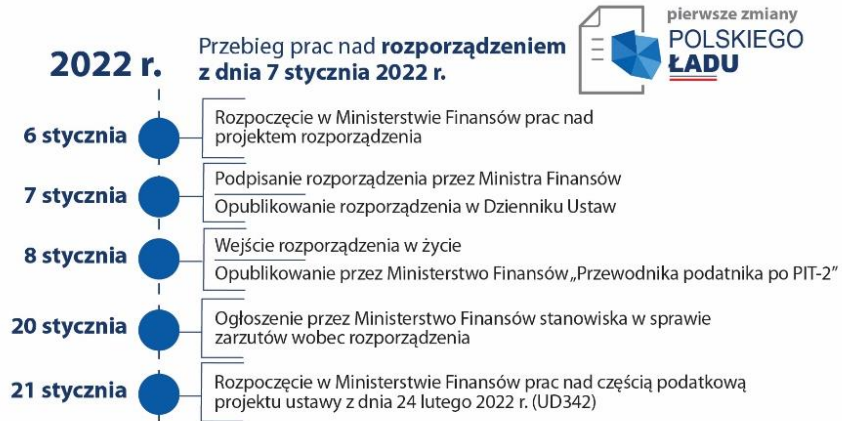 pierwsze zmiany
POLSKIEGO
ŁADU
2022 r.
Przebieg prac nad rozporządzeniem
z dnia 7 stycznia 2022 r.
6 stycznia
Rozpoczęcie w Ministerstwie Finansów prac nad
projektem rozporządzenia
7 stycznia
Podpisanie rozporządzenia przez Ministra Finansów
Opublikowanie rozporządzenia w Dzienniku Ustaw
8 stycznia
Wejście rozporządzenia w życie
Opublikowanie przez Ministerstwo Finansów „Przewodnika podatnika po PIT-2”
20 stycznia
Ogłoszenie przez Ministerstwo Finansów stanowiska w sprawie
zarzutów wobec rozporządzenia
21 stycznia
Rozpoczęcie w Ministerstwie Finansów prac nad częścią podatkową
projektu ustawy z dnia 24 lutego 2022 r. (UD342)